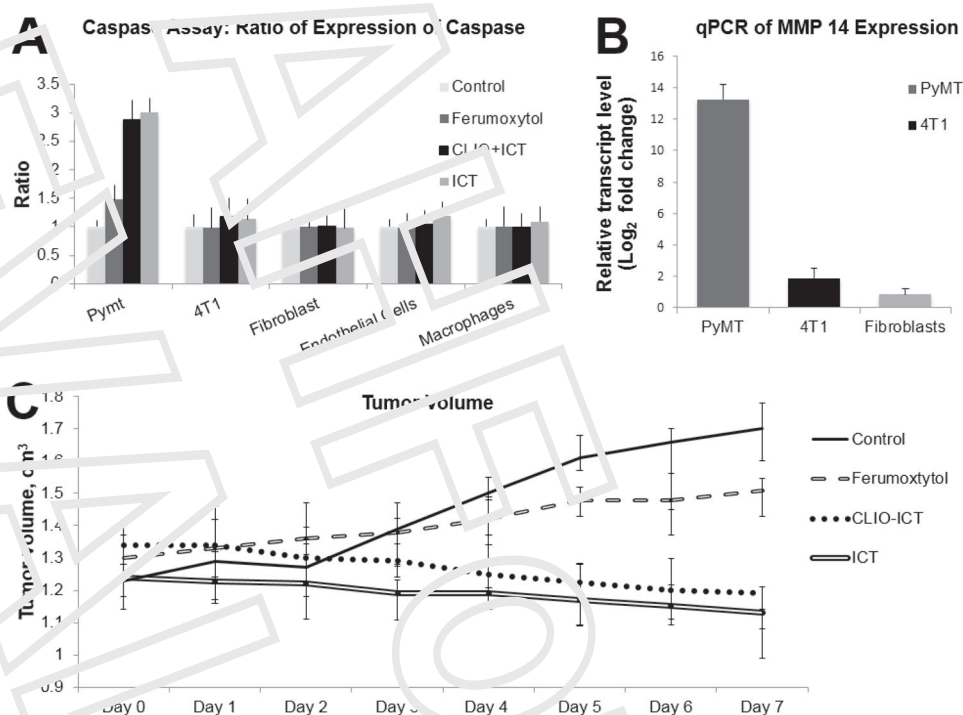 A
Caspase Assay: Ratio of Expression of Caspase
Ratio
3.5
3
2.5
2
1.5
1
0.5
0
Control
Ferumoxytol
CLIO+ICT
ICT
Pymt
4T1
Fibroblast
Endothelial Cells
Macrophages
B
qPCR of MMP 14 Expression
Relative transcript level
(Log2 fold change)
16
14
12
10
8
6
4
2
0
PyMT
4T1
PyMT
4T1
Fibroblasts
C
Tumor Volume
Tumor volume, cm³
1.8
1.7
1.6
1.5
1.4
1.3
1.2
1.1
1
0.9
Control
Ferumoxtytol
CLIO-ICT
ICT
Day 0
Day 1
Day 2
Day 3
Day 4
Day 5
Day 6
Day 7